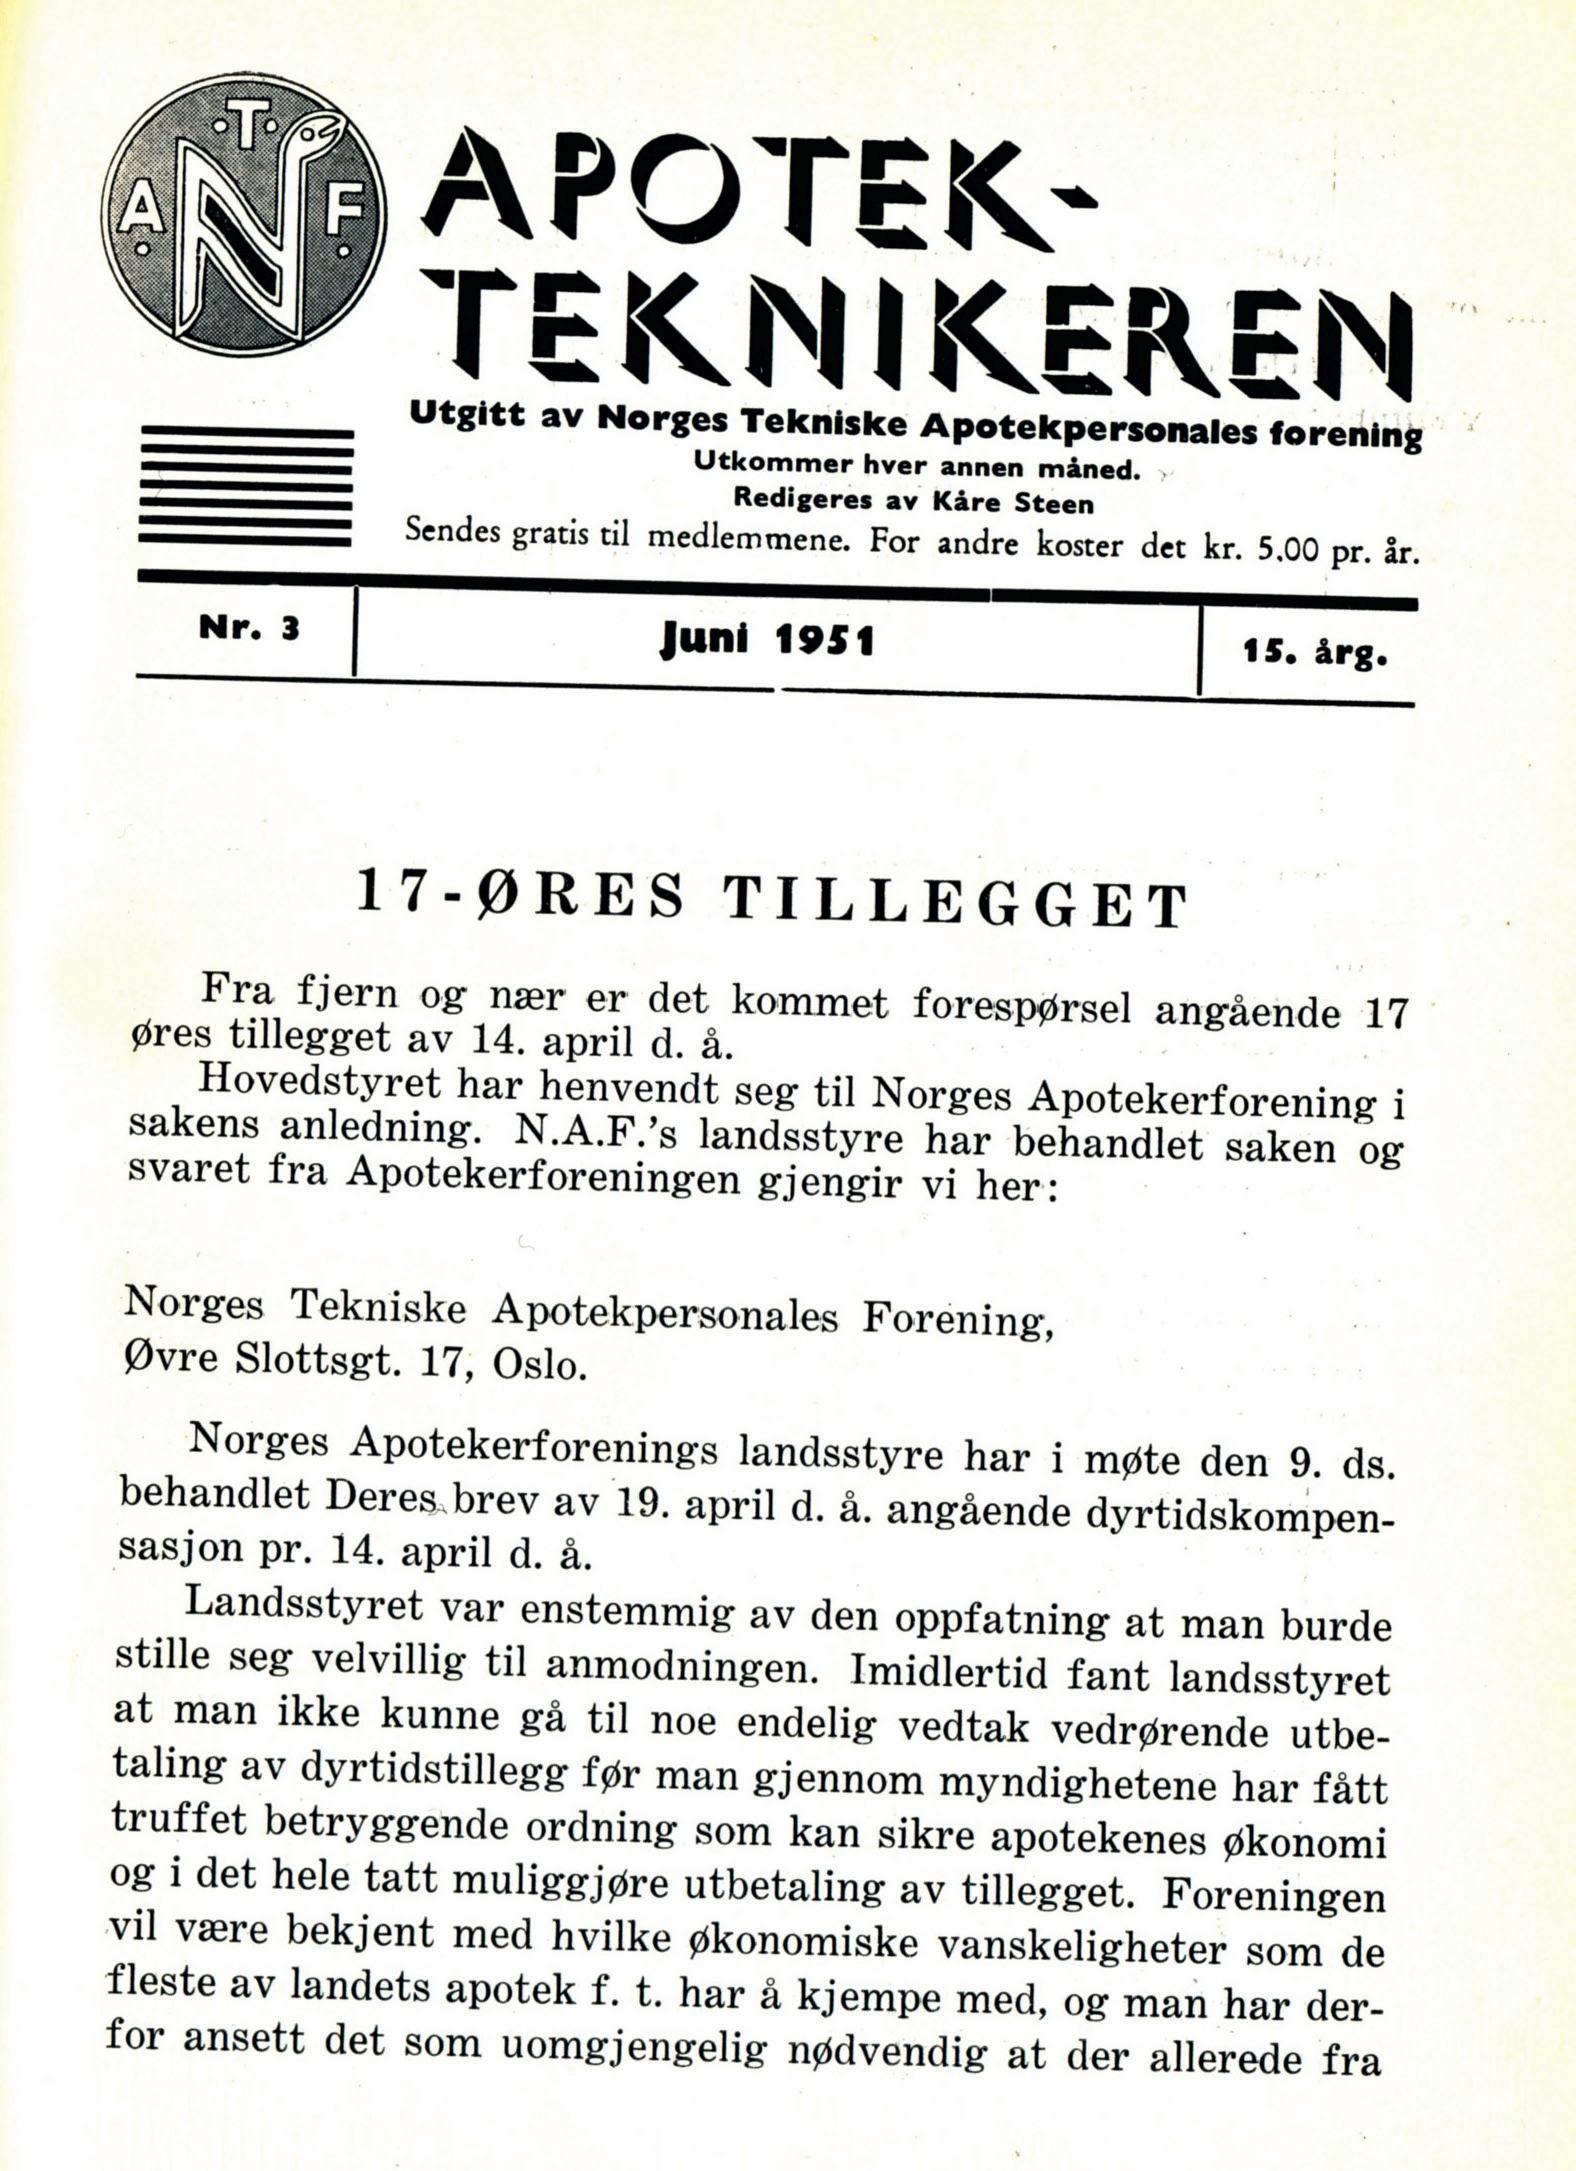 A T F N
APOTEK-
TEKNIKEREN
Utgitt av Norges Tekniske Apotekpersonales forening
Utkommer hver annen måned.
Redigeres av Kåre Steen
Sendes gratis til medlemmene. For andre koster det kr. 5.00 pr. år.
Nr. 3 Juni 1951 15. årg.
17-ØRES TILLEGGET
Fra fjern og nær er det kommet forespørsel angående 17
øres tillegget av 14. april d. å.
Hovedstyret har henvendt seg til Norges Apotekerforening i
sakens anledning. N.A.F.'s landsstyre har behandlet saken og
svaret fra Apotekerforeningen gjengir vi her:
Norges Tekniske Apotekpersonales Forening,
Øvre Slottsgt. 17, Oslo.
Norges Apotekerforenings landsstyre har i møte den 9. ds.
behandlet Deres brev av 19. april d. å. angående dyrtidskompen-
sasjon pr. 14. april d. å.
Landsstyret var enstemmig av den oppfatning at man burde
stille seg velvillig til anmodningen. Imidlertid fant landsstyret
at man ikke kunne gå til noe endelig vedtak vedrørende utbe-
taling av dyrtidstillegg før man gjennom myndighetene har fått
truffet betryggende ordning som kan sikre apotekenes økonomi
og i det hele tatt muliggjøre utbetaling av tillegget. Foreningen
vil være bekjent med hvilke økonomiske vanskeligheter som de
fleste av landets apotek f. t. har å kjempe med, og man har der-
for ansett det som uomgjengelig nødvendig at der allerede fra